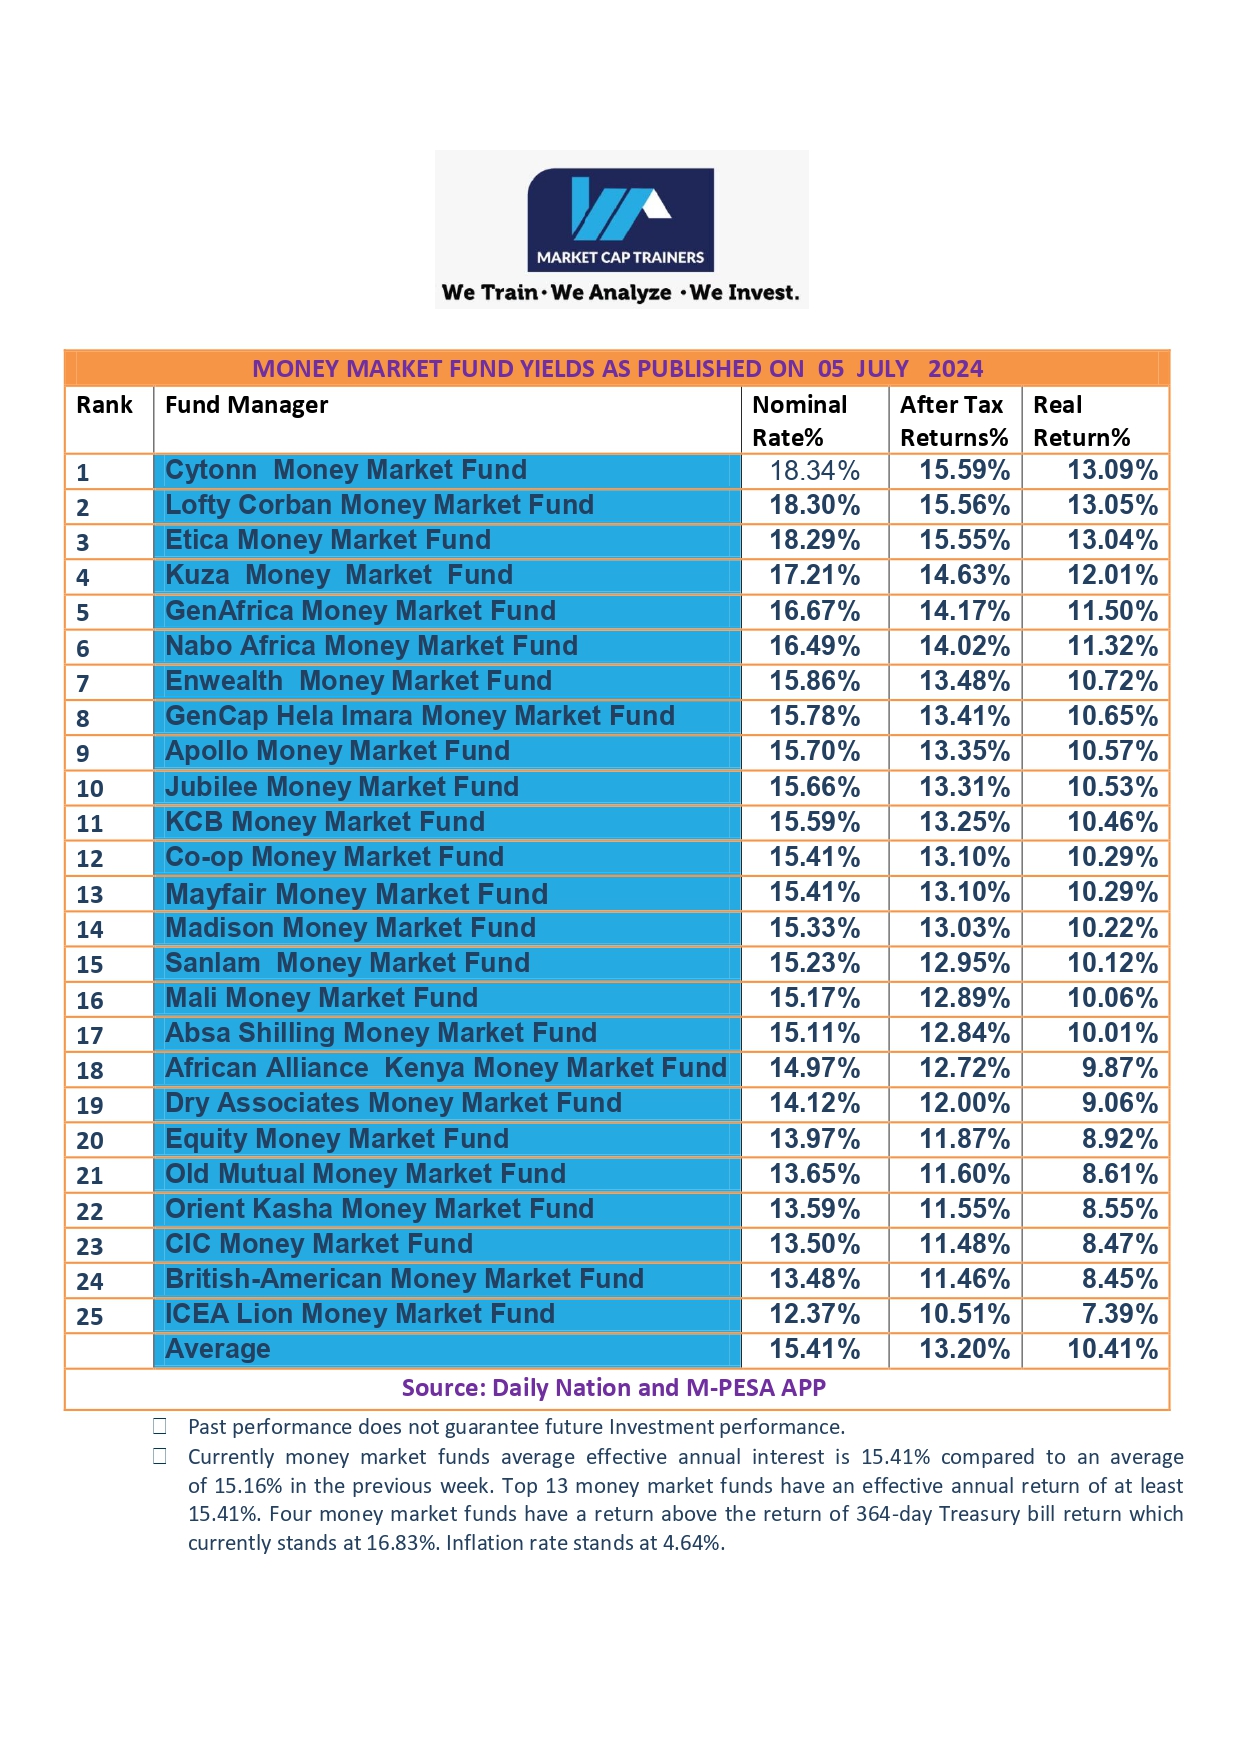 MARKET CAP TRAINERS
We Train · We Analyze · We Invest.
MONEY MARKET FUND YIELDS AS PUBLISHED ON 05 JULY 2024
Rank Fund Manager Nominal Rate% After Tax Returns% Real Return%
1 Cytonn Money Market Fund 18.34% 15.59% 13.09%
2 Lofty Corban Money Market Fund 18.30% 15.56% 13.05%
3 Etica Money Market Fund 18.29% 15.55% 13.04%
4 Kuza Money Market Fund 17.21% 14.63% 12.01%
5 GenAfrica Money Market Fund 16.67% 14.17% 11.50%
6 Nabo Africa Money Market Fund 16.49% 14.02% 11.32%
7 Enwealth Money Market Fund 15.86% 13.48% 10.72%
8 GenCap Hela Imara Money Market Fund 15.78% 13.41% 10.65%
9 Apollo Money Market Fund 15.70% 13.35% 10.57%
10 Jubilee Money Market Fund 15.66% 13.31% 10.53%
11 KCB Money Market Fund 15.59% 13.25% 10.46%
12 Co-op Money Market Fund 15.41% 13.10% 10.29%
13 Mayfair Money Market Fund 15.41% 13.10% 10.29%
14 Madison Money Market Fund 15.33% 13.03% 10.22%
15 Sanlam Money Market Fund 15.23% 12.95% 10.12%
16 Mali Money Market Fund 15.17% 12.89% 10.06%
17 Absa Shilling Money Market Fund 15.11% 12.84% 10.01%
18 African Alliance Kenya Money Market Fund 14.97% 12.72% 9.87%
19 Dry Associates Money Market Fund 14.12% 12.00% 9.06%
20 Equity Money Market Fund 13.97% 11.87% 8.92%
21 Old Mutual Money Market Fund 13.65% 11.60% 8.61%
22 Orient Kasha Money Market Fund 13.59% 11.55% 8.55%
23 CIC Money Market Fund 13.50% 11.48% 8.47%
24 British-American Money Market Fund 13.48% 11.46% 8.45%
25 ICEA Lion Money Market Fund 12.37% 10.51% 7.39%
Average 15.41% 13.20% 10.41%
Source: Daily Nation and M-PESA APP
Past performance does not guarantee future Investment performance.
Currently money market funds average effective annual interest is 15.41% compared to an average
of 15.16% in the previous week. Top 13 money market funds have an effective annual return of at least
15.41%. Four money market funds have a return above the return of 364-day Treasury bill return which
currently stands at 16.83%. Inflation rate stands at 4.64%.